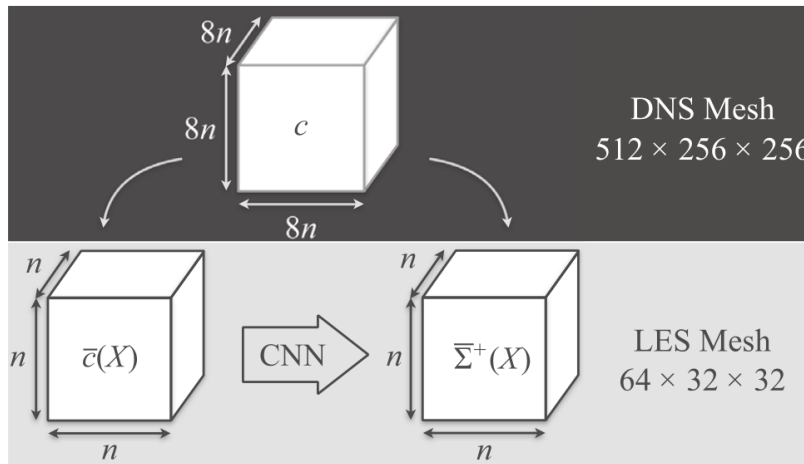 8n
8n
c
8n
DNS Mesh
512 × 256 × 256
n
n
c̅(X)
n
CNN
n
n
Σ̅⁺(X)
n
LES Mesh
64 × 32 × 32